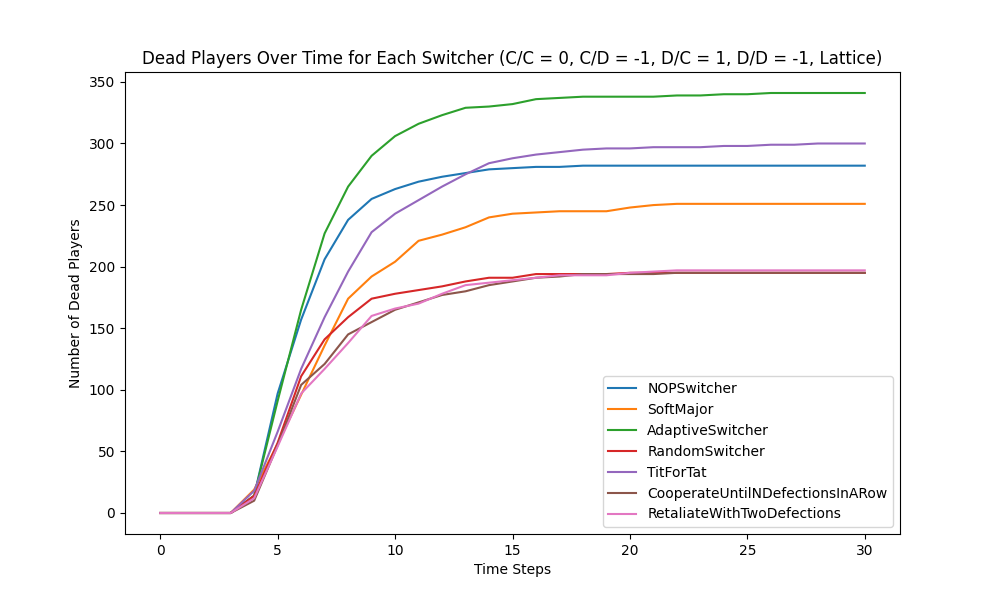 Dead Players Over Time for Each Switcher (C/C = 0, C/D = -1, D/C = 1, D/D = -1, Lattice)
350
300
250
200
150
100
50
0
Number of Dead Players
NOPSwitcher
SoftMajor
AdaptiveSwitcher
RandomSwitcher
TitForTat
CooperateUntilNDefectionsInARow
RetaliateWithTwoDefections
0 5 10 15 20 25 30
Time Steps